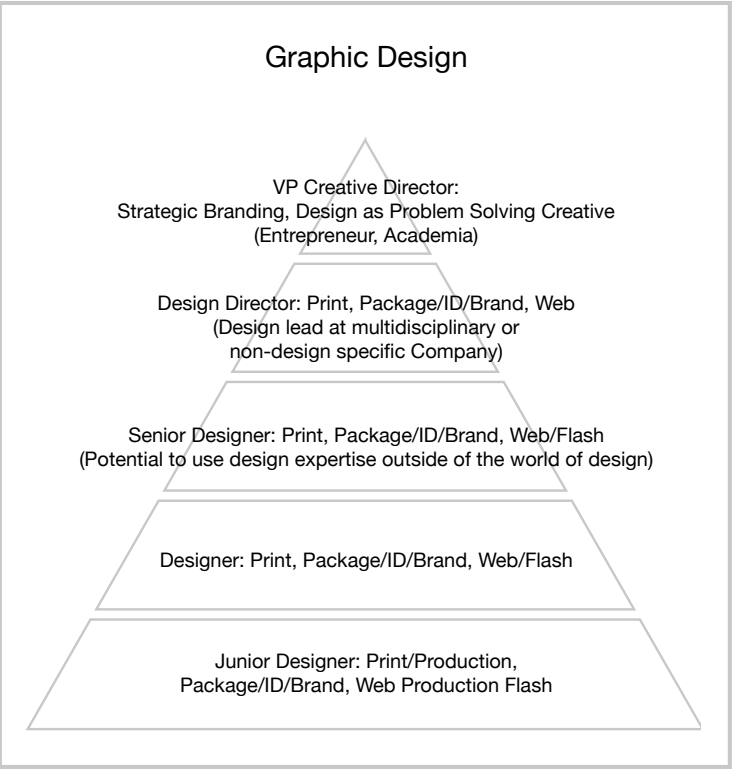 Graphic Design
VP Creative Director:
Strategic Branding, Design as Problem Solving Creative
(Entrepreneur, Academia)
Design Director: Print, Package/ID/Brand, Web
(Design lead at multidisciplinary or
non-design specific Company)
Senior Designer: Print, Package/ID/Brand, Web/Flash
(Potential to use design expertise outside of the world of design)
Designer: Print, Package/ID/Brand, Web/Flash
Junior Designer: Print/Production,
Package/ID/Brand, Web Production Flash